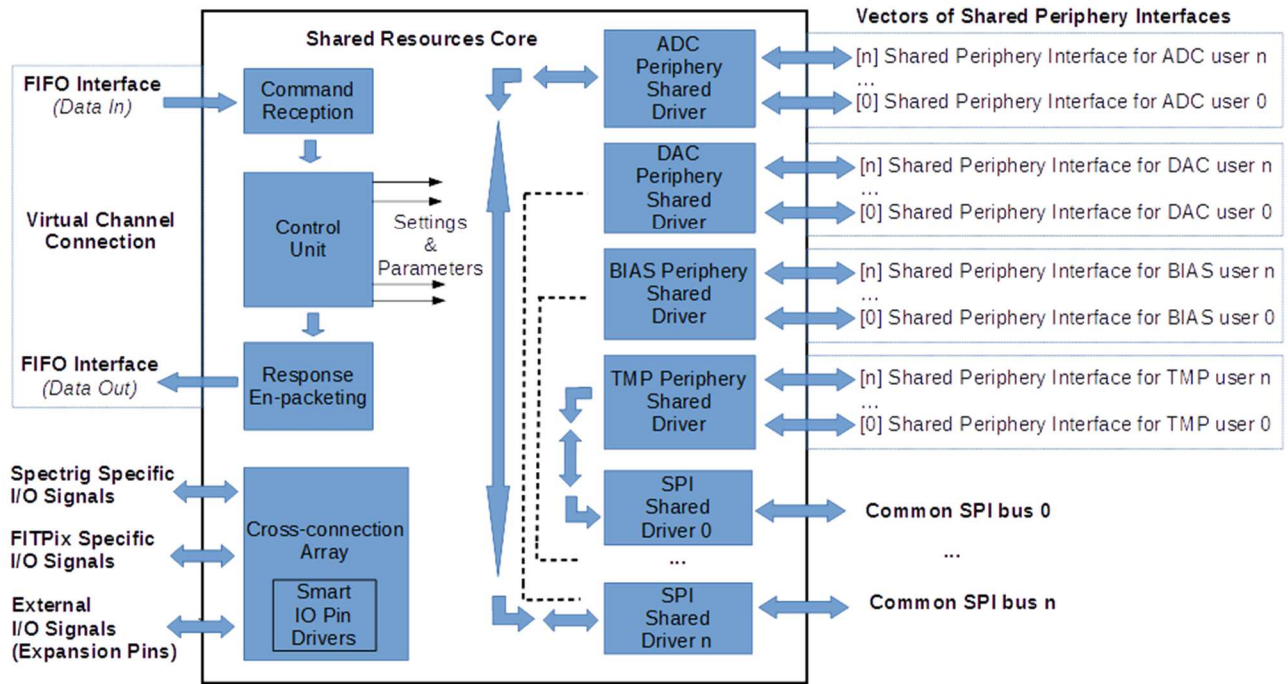 Vectors of Shared Periphery Interfaces
Shared Resources Core
FIFO Interface
(Data In)
Virtual Channel
Connection
FIFO Interface
(Data Out)
Spectrig Specific
I/O Signals
FITPix Specific
I/O Signals
External
I/O Signals
(Expansion Pins)
Command
Reception
Control
Unit
Settings
&
Parameters
Response
En-packeting
Cross-connection
Array
Smart
IO Pin
Drivers
ADC
Periphery
Shared
Driver
DAC
Periphery
Shared
Driver
BIAS Periphery
Shared
Driver
TMP Periphery
Shared
Driver
SPI
Shared
Driver 0
...
SPI
Shared
Driver n
[n] Shared Periphery Interface for ADC user n
...
[0] Shared Periphery Interface for ADC user 0
[n] Shared Periphery Interface for DAC user n
...
[0] Shared Periphery Interface for DAC user 0
[n] Shared Periphery Interface for BIAS user n
...
[0] Shared Periphery Interface for BIAS user 0
[n] Shared Periphery Interface for TMP user n
...
[0] Shared Periphery Interface for TMP user 0
Common SPI bus 0
...
Common SPI bus n